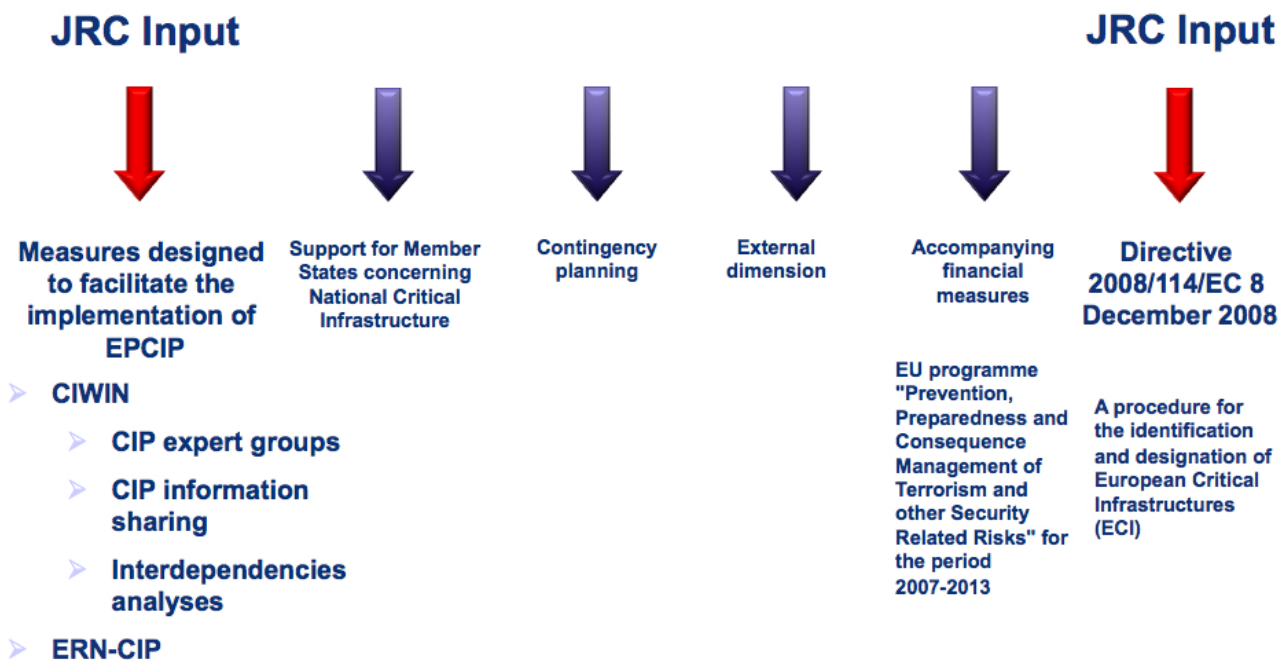 JRC Input
JRC Input
Measures designed
to facilitate the
implementation of
EPCIP
CIWIN
CIP expert groups
CIP information
sharing
Interdependencies
analyses
ERN-CIP
Support for Member
States concerning
National Critical
Infrastructure
Contingency
planning
External
dimension
Accompanying
financial
measures
EU programme
"Prevention,
Preparedness and
Consequence
Management of
Terrorism and
other Security
Related Risks" for
the period
2007-2013
Directive
2008/114/EC 8
December 2008
A procedure for
the identification
and designation of
European Critical
Infrastructures
(ECI)